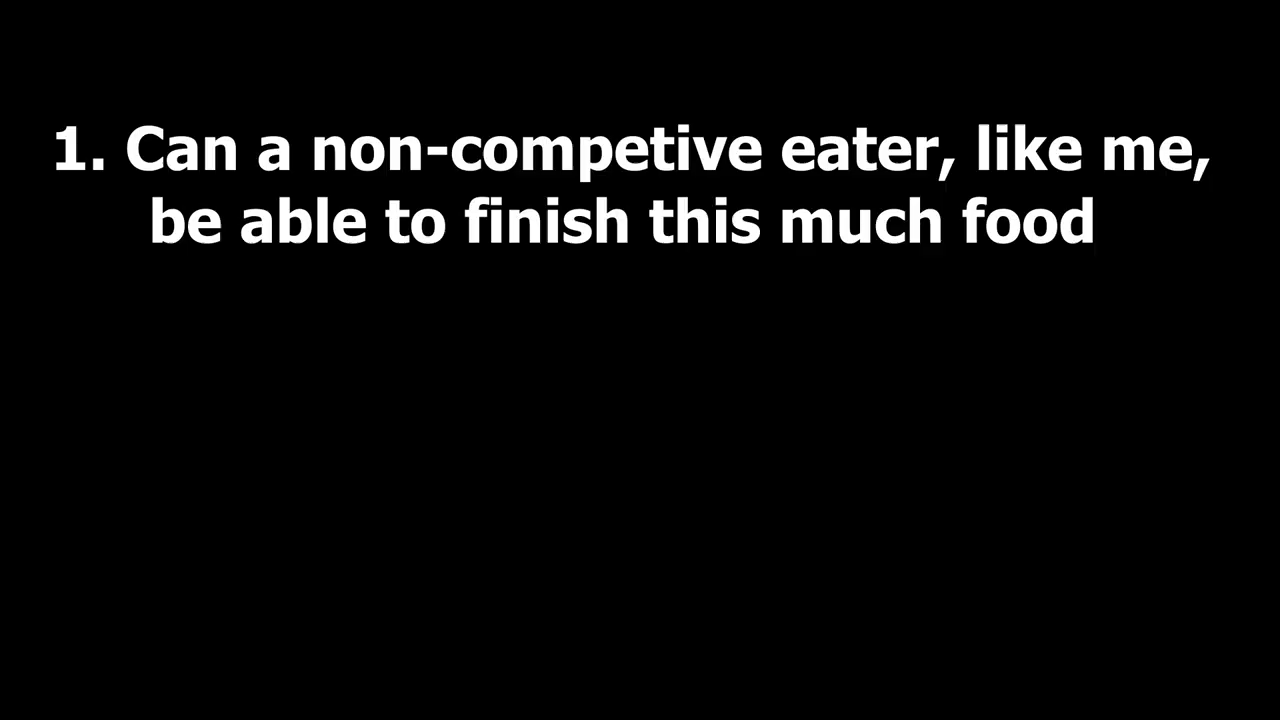 1. Can a non-competive eater, like me,
be able to finish this much food